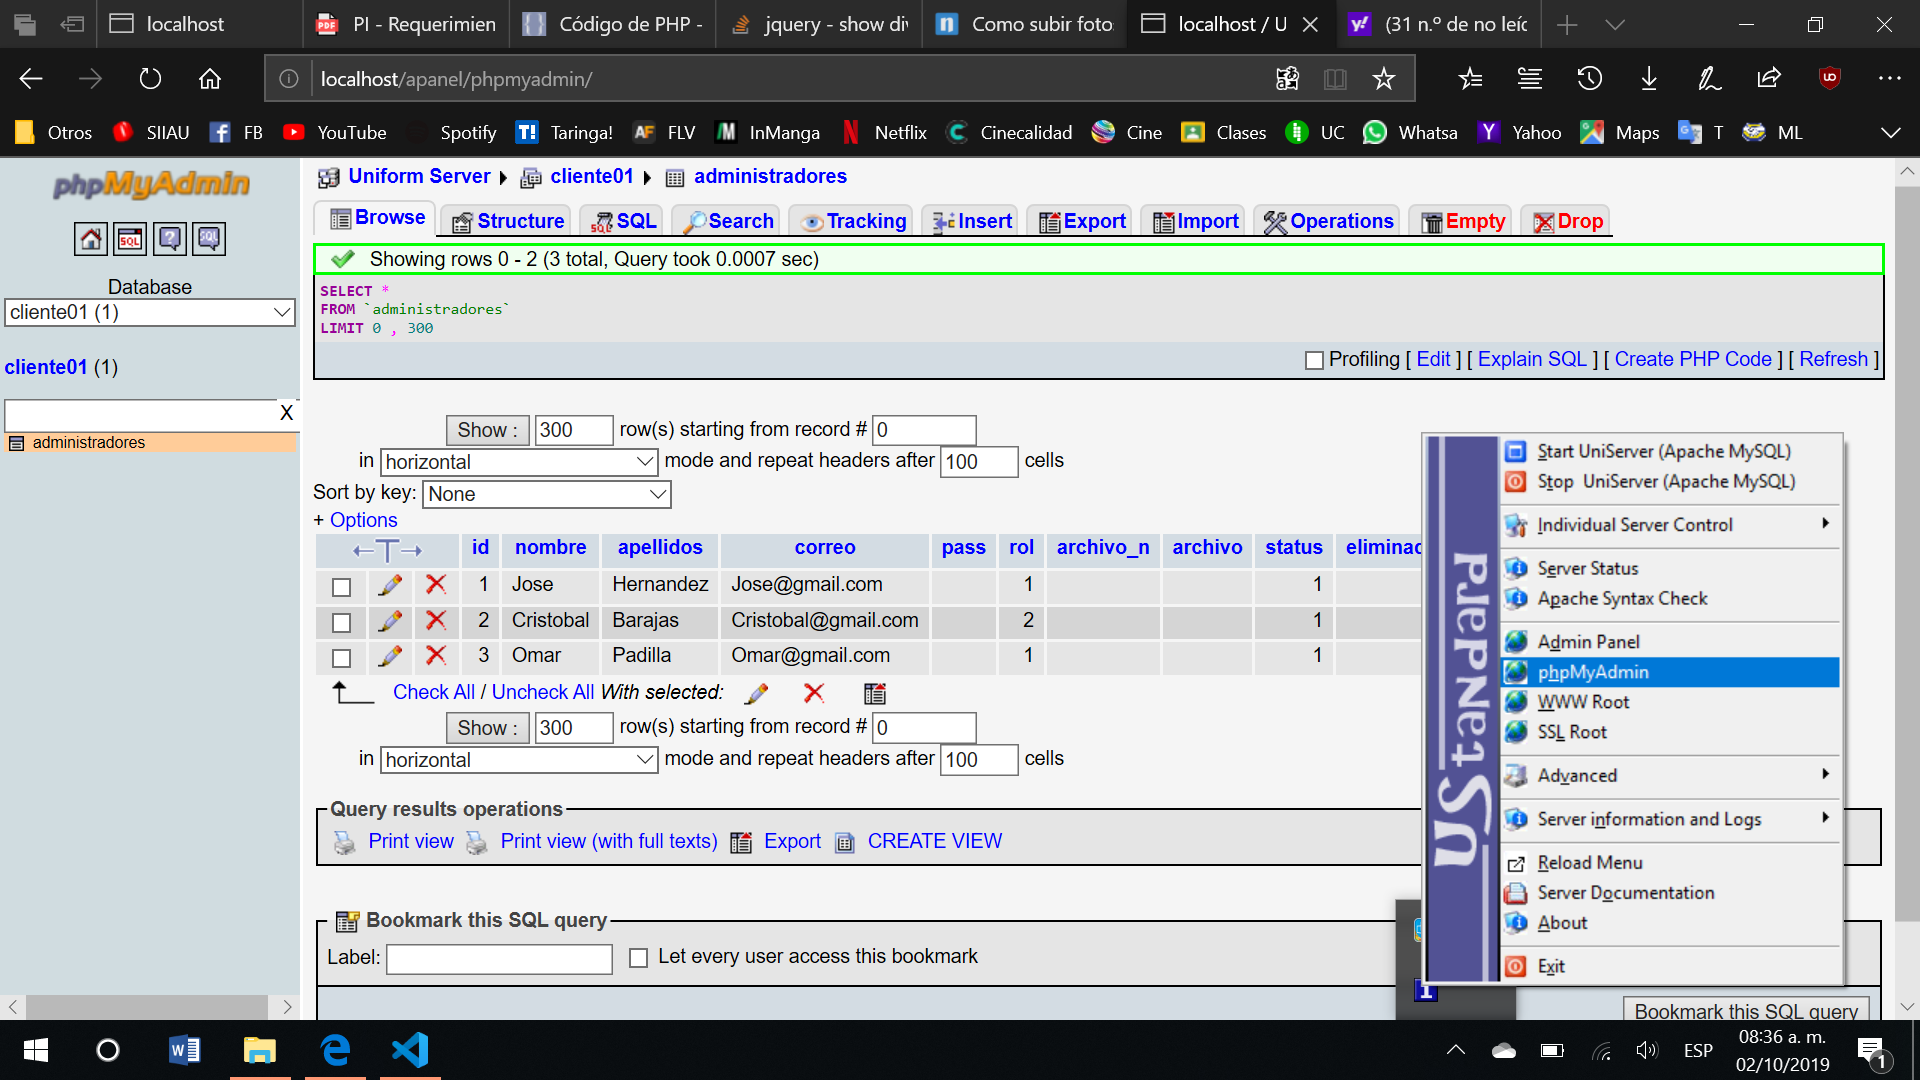 localhost
PI - Requerimien
Código de PHP -
jquery - show div
Como subir fotos
localhost / U
(31 n.º de no leíc
localhost/apanel/phpmyadmin/
Otros
SIIAU
FB
YouTube
Spotify
Taringa!
FLV
InManga
Netflix
Cinecalidad
Cine
Clases
UC
Whatsa
Yahoo
Maps
T
ML
phpMyAdmin
Database
cliente01 (1)
cliente01 (1)
X
administradores
Uniform Server
cliente01
administradores
Browse
Structure
SQL
Search
Tracking
Insert
Export
Import
Operations
Empty
Drop
Showing rows 0 - 2 (3 total, Query took 0.0007 sec)
SELECT *
FROM `administradores`
LIMIT 0 , 300
Profiling [ Edit ] [ Explain SQL ] [ Create PHP Code ] [ Refresh ]
Show : 300 row(s) starting from record # 0
in horizontal mode and repeat headers after 100 cells
Sort by key: None
+ Options
←T→ id nombre apellidos correo pass rol archivo_n archivo status eliminac
1 Jose Hernandez Jose@gmail.com 1 1
2 Cristobal Barajas Cristobal@gmail.com 2 1
3 Omar Padilla Omar@gmail.com 1 1
Check All / Uncheck All With selected:
Show : 300 row(s) starting from record # 0
in horizontal mode and repeat headers after 100 cells
Query results operations
Print view
Print view (with full texts)
Export
CREATE VIEW
Bookmark this SQL query
Label:
Let every user access this bookmark
Bookmark this SQL query
UStandard
Start UniServer (Apache MySQL)
Stop UniServer (Apache MySQL)
Individual Server Control
Server Status
Apache Syntax Check
Admin Panel
phpMyAdmin
WWW Root
SSL Root
Advanced
Server information and Logs
Reload Menu
Server Documentation
About
Exit
ESP
08:36 a. m.
02/10/2019
1